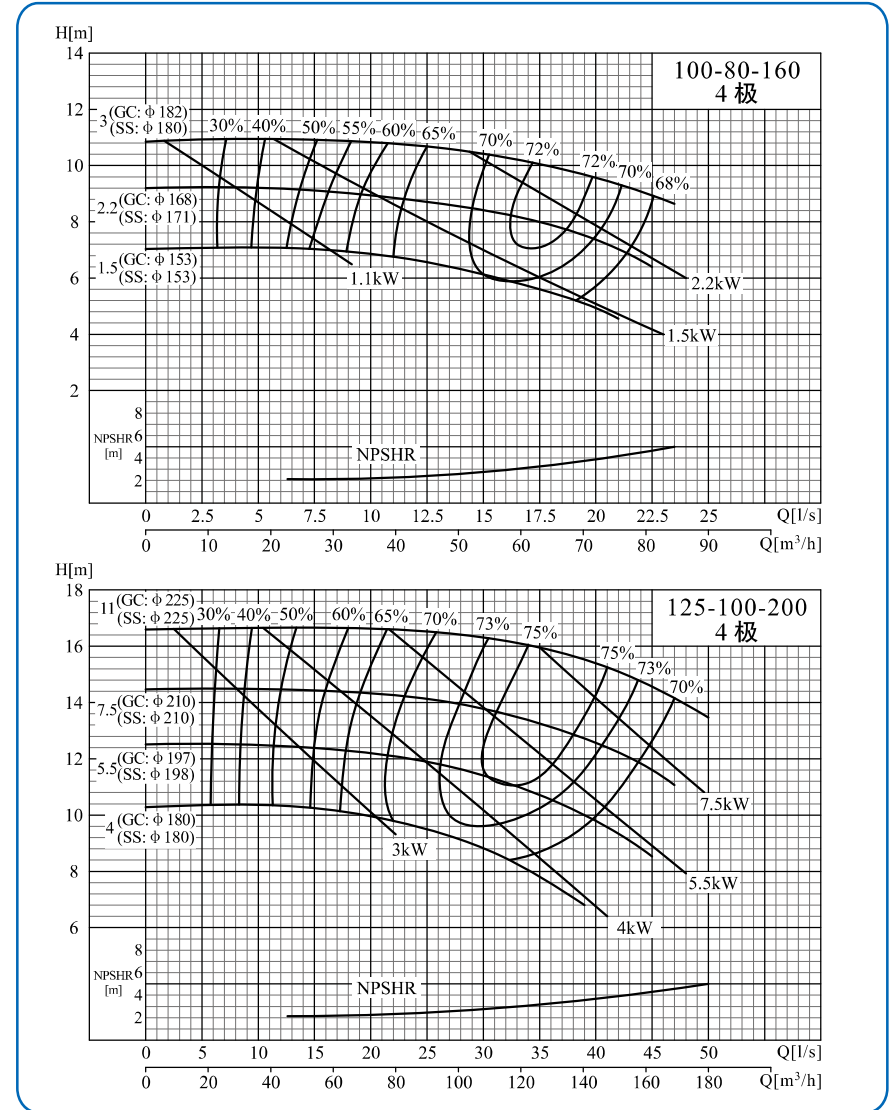 H[m]
14
100-80-160
4 极
12
3 (GC: φ 182)
(SS: φ 180)
30% 40% 50% 55% 60% 65% 70% 72% 72% 70% 68%
10
2.2 (GC: φ 168)
(SS: φ 171)
8
1.5 (GC: φ 153)
(SS: φ 153)
6
1.1kW
2.2kW
4
1.5kW
2
8
NPSHR 6
[m] 4
2
NPSHR
0 2.5 5 7.5 10 12.5 15 17.5 20 22.5 25 Q[l/s]
0 10 20 30 40 50 60 70 80 90 Q[m³/h]
H[m]
18
125-100-200
4 极
11 (GC: φ 225)
(SS: φ 225)
30% 40% 50% 60% 65% 70% 73% 75% 75% 73% 70%
16
14
7.5 (GC: φ 210)
(SS: φ 210)
12
5.5 (GC: φ 197)
(SS: φ 198)
10
4 (GC: φ 180)
(SS: φ 180)
7.5kW
3kW
8
5.5kW
6
4kW
8
NPSHR 6
[m] 4
2
NPSHR
0 5 10 15 20 25 30 35 40 45 50 Q[l/s]
0 20 40 60 80 100 120 140 160 180 Q[m³/h]